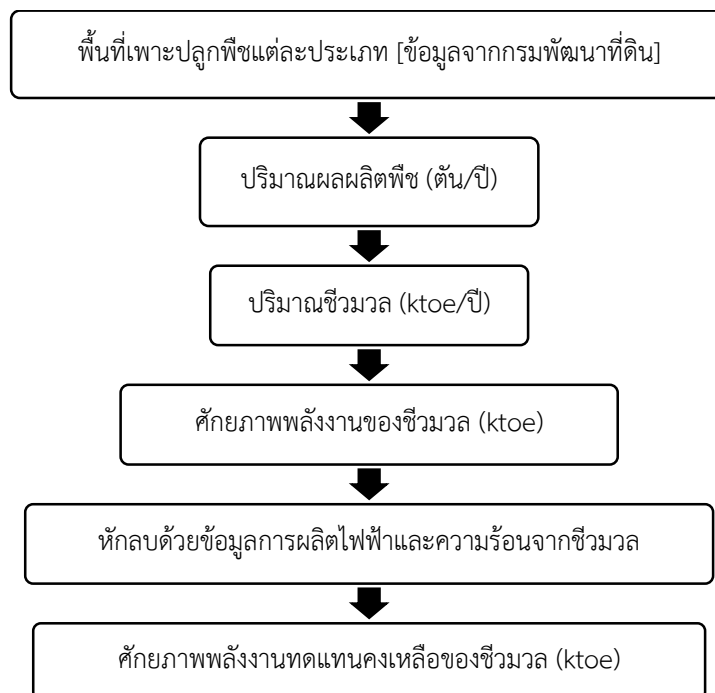 พื้นที่เพาะปลูกพืชแต่ละประเภท [ข้อมูลจากกรมพัฒนาที่ดิน]
ปริมาณผลผลิตพืช (ตัน/ปี)
ปริมาณชีวมวล (ktoe/ปี)
ศักยภาพพลังงานของชีวมวล (ktoe)
หักลบด้วยข้อมูลการผลิตไฟฟ้าและความร้อนจากชีวมวล
ศักยภาพพลังงานทดแทนคงเหลือของชีวมวล (ktoe)